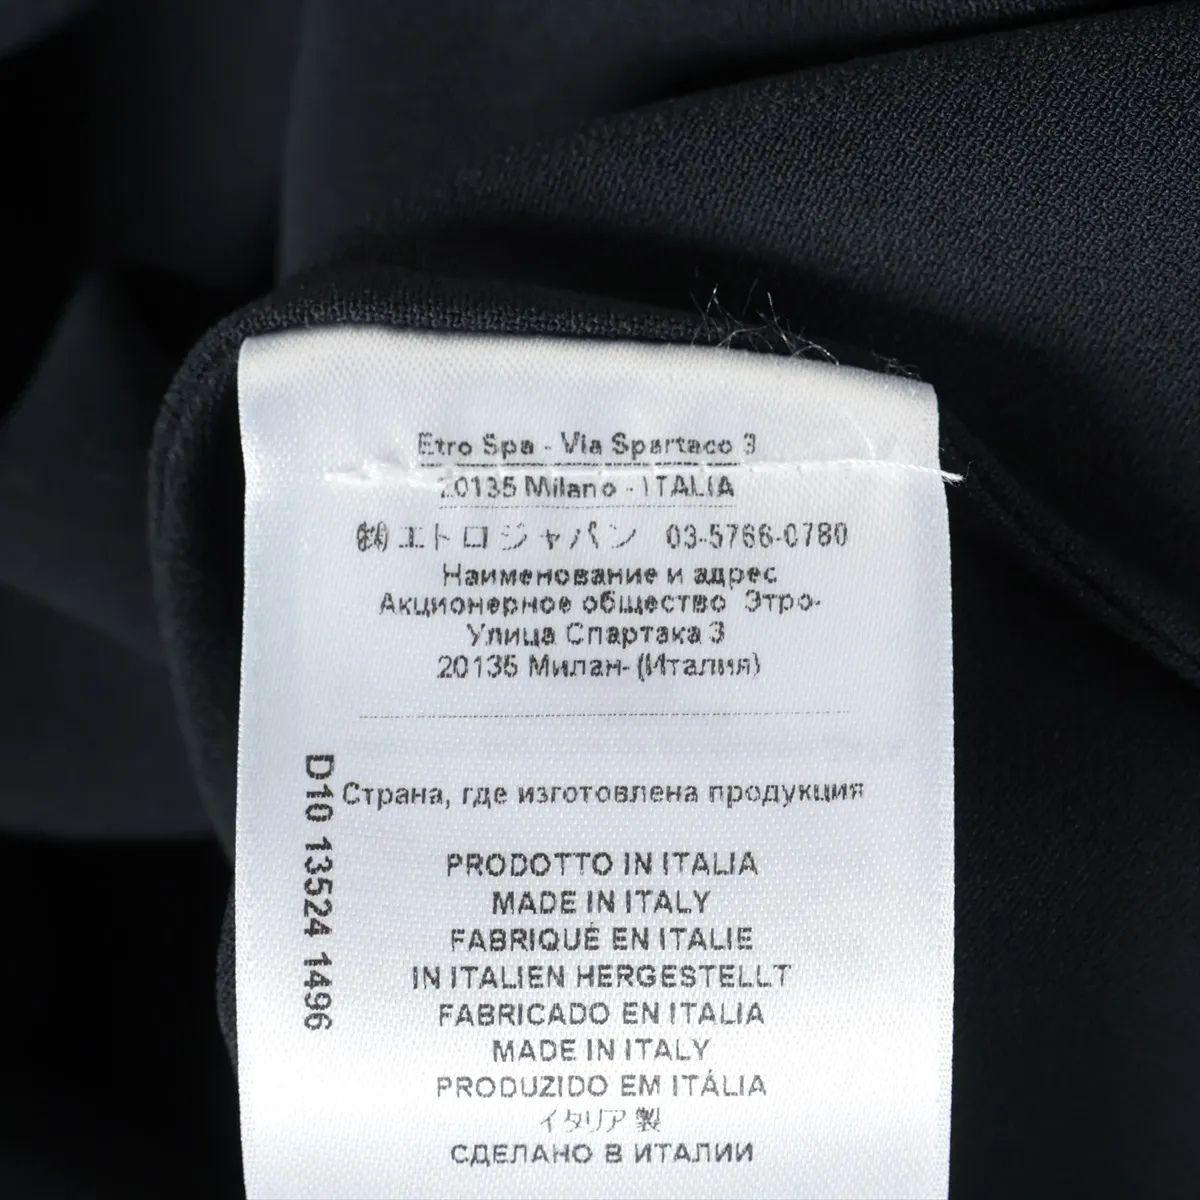 Etro Spa - Via Spartaco 3
20135 Milano - ITALIA
㈱エトロジャパン 03-5766-0780
Наименование и адрес
Акционерное общество Этро-
Улица Спартака 3
20135 Милан- (Италия)
Страна, где изготовлена продукция
D10 13524 1496
PRODOTTO IN ITALIA
MADE IN ITALY
FABRIQUÉ EN ITALIE
IN ITALIEN HERGESTELLT
FABRICADO EN ITALIA
MADE IN ITALY
PRODUZIDO EM ITÁLIA
イタリア製
СДЕЛАНО В ИТАЛИИ